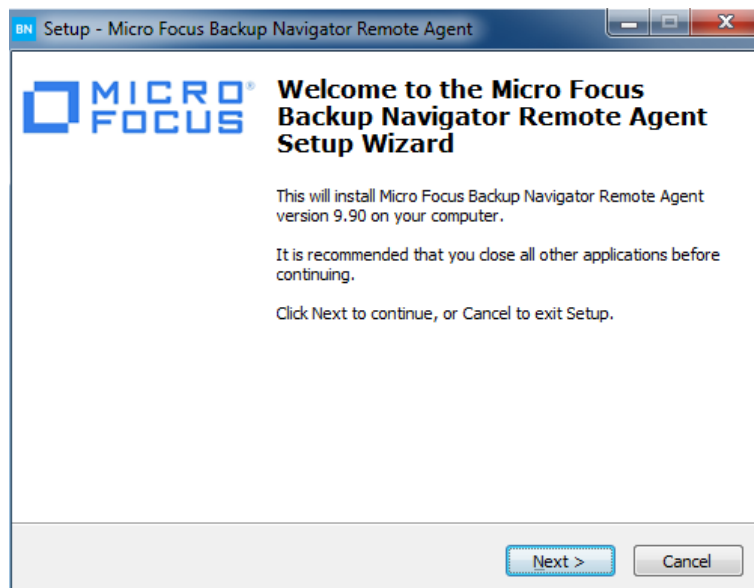 BN Setup - Micro Focus Backup Navigator Remote Agent
MICRO®
FOCUS
Welcome to the Micro Focus
Backup Navigator Remote Agent
Setup Wizard
This will install Micro Focus Backup Navigator Remote Agent
version 9.90 on your computer.
It is recommended that you close all other applications before
continuing.
Click Next to continue, or Cancel to exit Setup.
Next > Cancel